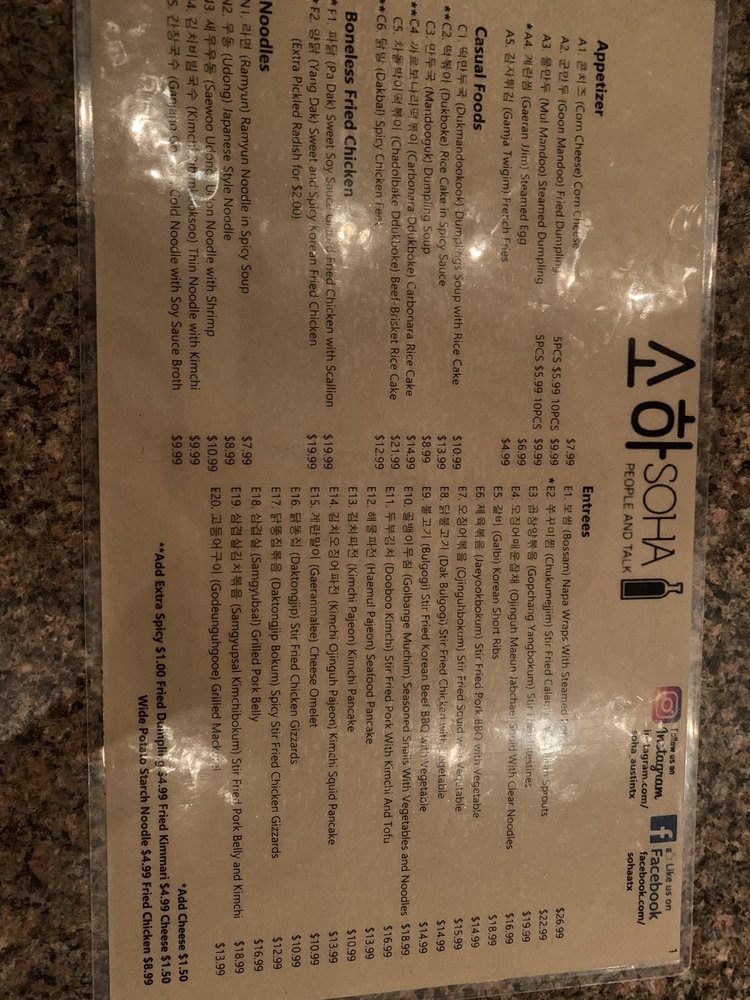 소하 SOHA
PEOPLE AND TALK
Follow us on
Instagram
instagram.com/
soha_austintx
Like us on
Facebook
facebook.com/
sohaatx
1
Appetizer
A1. 콘치즈 (Corn Cheese) Corn Cheese $7.99
A2. 군만두 (Goon Mandoo) Fried Dumpling 5PCS $5.99 10PCS $9.99
A3. 물만두 (Mul Mandoo) Steamed Dumpling 5PCS $5.99 10PCS $9.99
*A4. 계란찜 (Gaeran JJim) Steamed Egg $6.99
A5. 감자튀김 (Gamja Twigim) French Fries $4.99
Casual Foods
C1. 떡만두국 (Dukmandookook) Dumplings Soup with Rice Cake $10.99
**C2. 떡볶이 (Dukboke) Rice Cake in Spicy Sauce $13.99
C3. 만두국 (Mandooguk) Dumpling Soup $8.99
**C4. 까르보나라떡볶이 (Carbonara Ddukboke) Carbonara Rice Cake $14.99
C5. 차돌박이떡볶이 (Chadolbake Ddukboke) Beef-Brisket Rice Cake $21.99
**C6. 닭발 (Dakbal) Spicy Chicken Feet $12.99
Boneless Fried Chicken
*F1. 파닭 (Pa Dak) Sweet Soy Sauce Glazed Fried Chicken with Scallion $19.99
*F2. 양닭 (Yang Dak) Sweet and Spicy Korean Fried Chicken $19.99
(Extra Pickled Radish for $2.00)
Noodles
N1. 라면 (Ramyun) Ramyun Noodle in Spicy Soup $7.99
N2. 우동 (Udong) Japanese Style Noodle $8.99
N3. 새우우동 (Saewoo Udong) Udon Noodle with Shrimp $10.99
N4. 김치비빔국수 (Kimchi Guksoo) Thin Noodle with Kimchi $9.99
N5. 간장국수 (Ganjang Cold Noodle with Soy Sauce Broth $9.99
Entrees
E1. 보쌈 (Bossam) Napa Wraps With Steamed Pork $26.99
*E2. 쭈꾸미찜 (Chukumejjim) Stir Fried Calamari Sprouts $22.99
E3. 곱창양볶음 (Gopchang Yangbokum) Stir Fried Intestines $19.99
E4. 오징어매운잡채 (Ojinguh Maeun Jabchae) Squid With Clear Noodles $16.99
E5. 갈비 (Galbi) Korean Short Ribs $18.99
E6. 제육볶음 (Jaeyookbokum) Stir Fried Pork BBQ with Vegetable $14.99
E7. 오징어볶음 (Ojinguhbokum) Stir Fried Squid with Vegetable $15.99
E8. 닭불고기 (Dak Bulgogi) Stir Fried Chicken with Vegetable $14.99
E9. 불고기 (Bulgogi) Stir Fried Korean Beef BBQ with Vegetable $14.99
E10. 골뱅이무침 (Golbange Muchim) Seasoned Snails With Vegetables and Noodles $18.99
E11. 두부김치 (Dooboo Kimchi) Stir Fried Pork With Kimchi And Tofu $16.99
E12. 해물파전 (Haemul Pajeon) Seafood Pancake $13.99
E13. 김치파전 (Kimchi Pajeon) Kimchi Pancake $10.99
E14. 김치오징어파전 (Kimchi Ojinguh Pajeon) Kimchi Squid Pancake $13.99
E15. 계란말이 (Gaeranmalee) Cheese Omelet $10.99
E16. 닭똥집 (Daktongjip) Stir Fried Chicken Gizzards $10.99
E17. 닭똥집볶음 (Daktongjip Bokum) Spicy Stir Fried Chicken Gizzards $12.99
E18. 삼겹살 (Samgyubsal) Grilled Pork Belly $16.99
E19. 삼겹살김치볶음 (Samgyupsal Kimchibokum) Stir Fried Pork Belly and Kimchi $18.99
E20. 고등어구이 (Godeunguhgooe) Grilled Mackerel $13.99
*Add Cheese $1.50
**Add Extra Spicy $1.00 Fried Dumpling $4.99 Fried Kimmari $4.99 Cheese $1.50
Wide Potato Starch Noodle $4.99 Fried Chicken $8.99